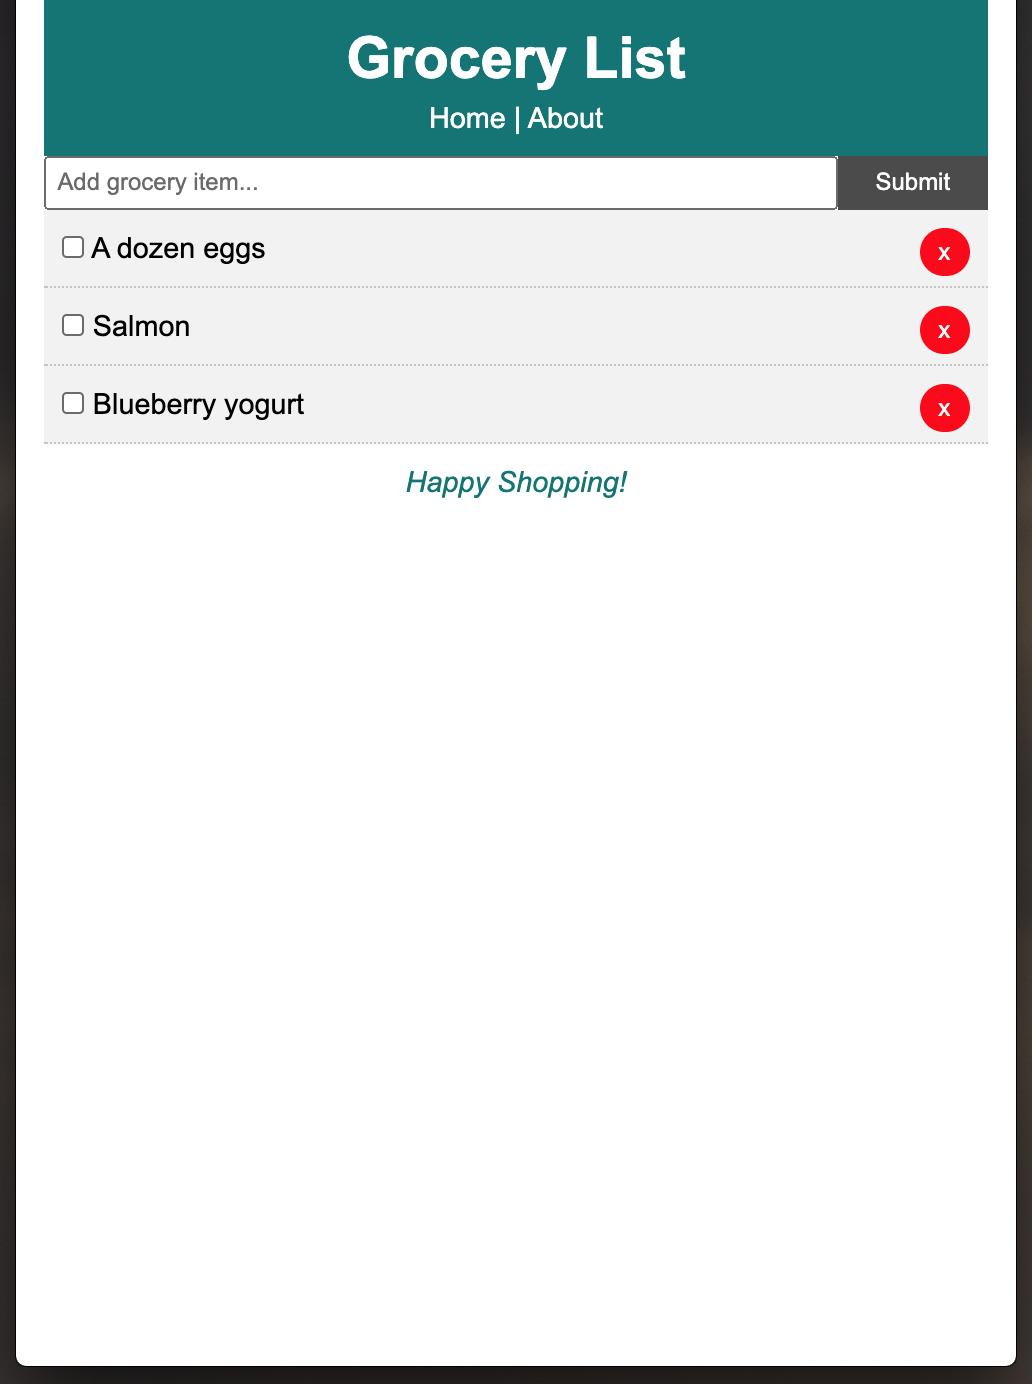 Grocery List
Home | About
Add grocery item...
Submit
A dozen eggs
x
Salmon
x
Blueberry yogurt
x
Happy Shopping!